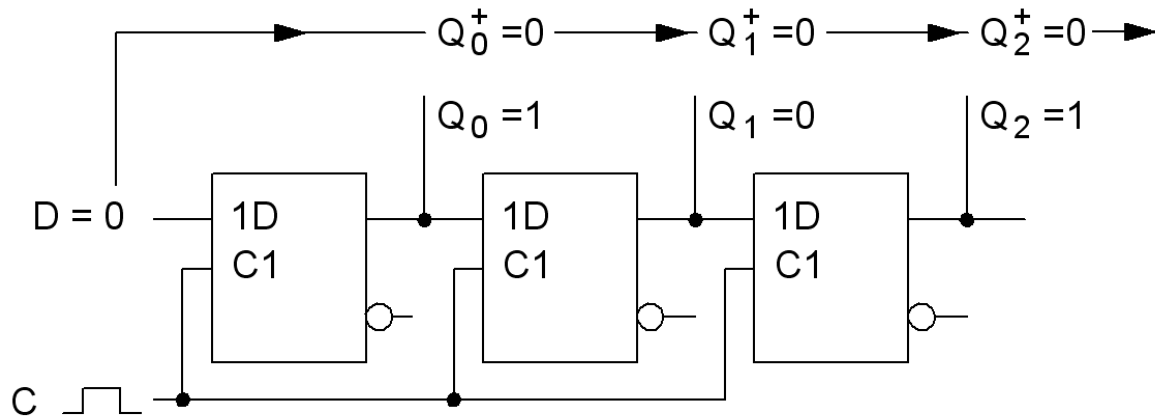 Q₀⁺=0 Q₁⁺=0 Q₂⁺=0
Q₀ =1 Q₁ =0 Q₂ =1
D = 0 1D 1D 1D
C1 C1 C1
C